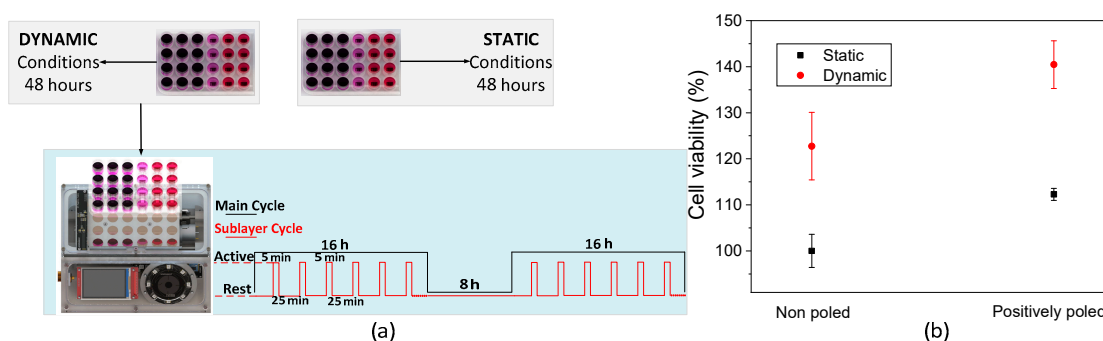 DYNAMIC
Conditions
48 hours
STATIC
Conditions
48 hours
Main Cycle
Sublayer Cycle
16 h
16 h
Active
5 min
5 min
Rest
8 h
25 min
25 min
(a)
150
140
130
120
110
100
Cell viability (%)
Static
Dynamic
Non poled
Positively poled
(b)